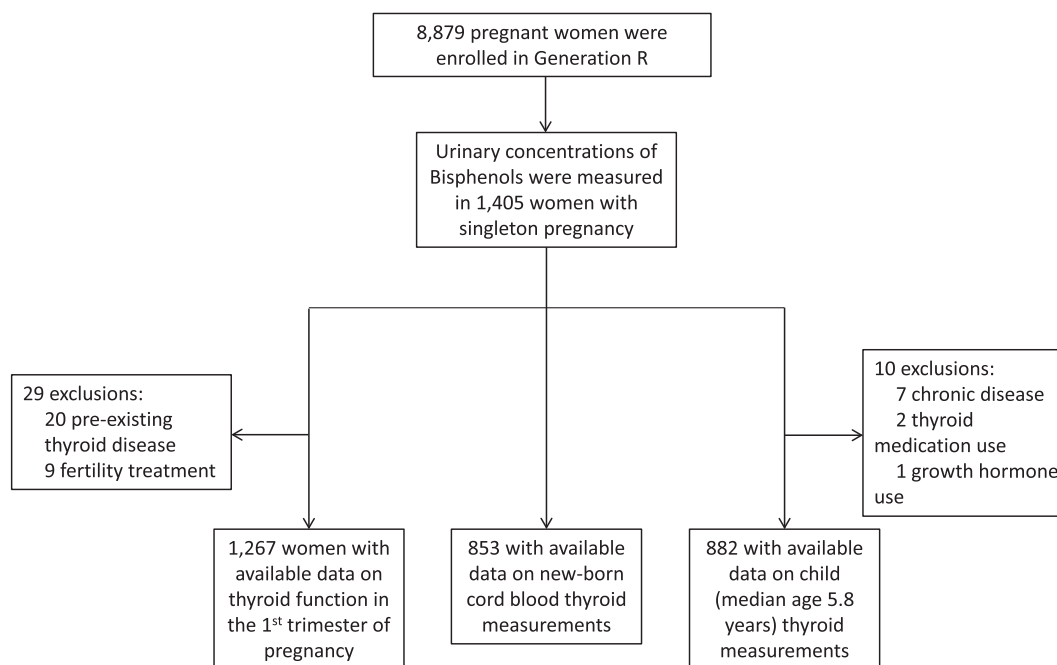 8,879 pregnant women were
enrolled in Generation R
Urinary concentrations of
Bisphenols were measured
in 1,405 women with
singleton pregnancy
29 exclusions:
20 pre-existing
thyroid disease
9 fertility treatment
10 exclusions:
7 chronic disease
2 thyroid
medication use
1 growth hormone
use
1,267 women with
available data on
thyroid function in
the 1st trimester of
pregnancy
853 with available
data on new-born
cord blood thyroid
measurements
882 with available
data on child
(median age 5.8
years) thyroid
measurements